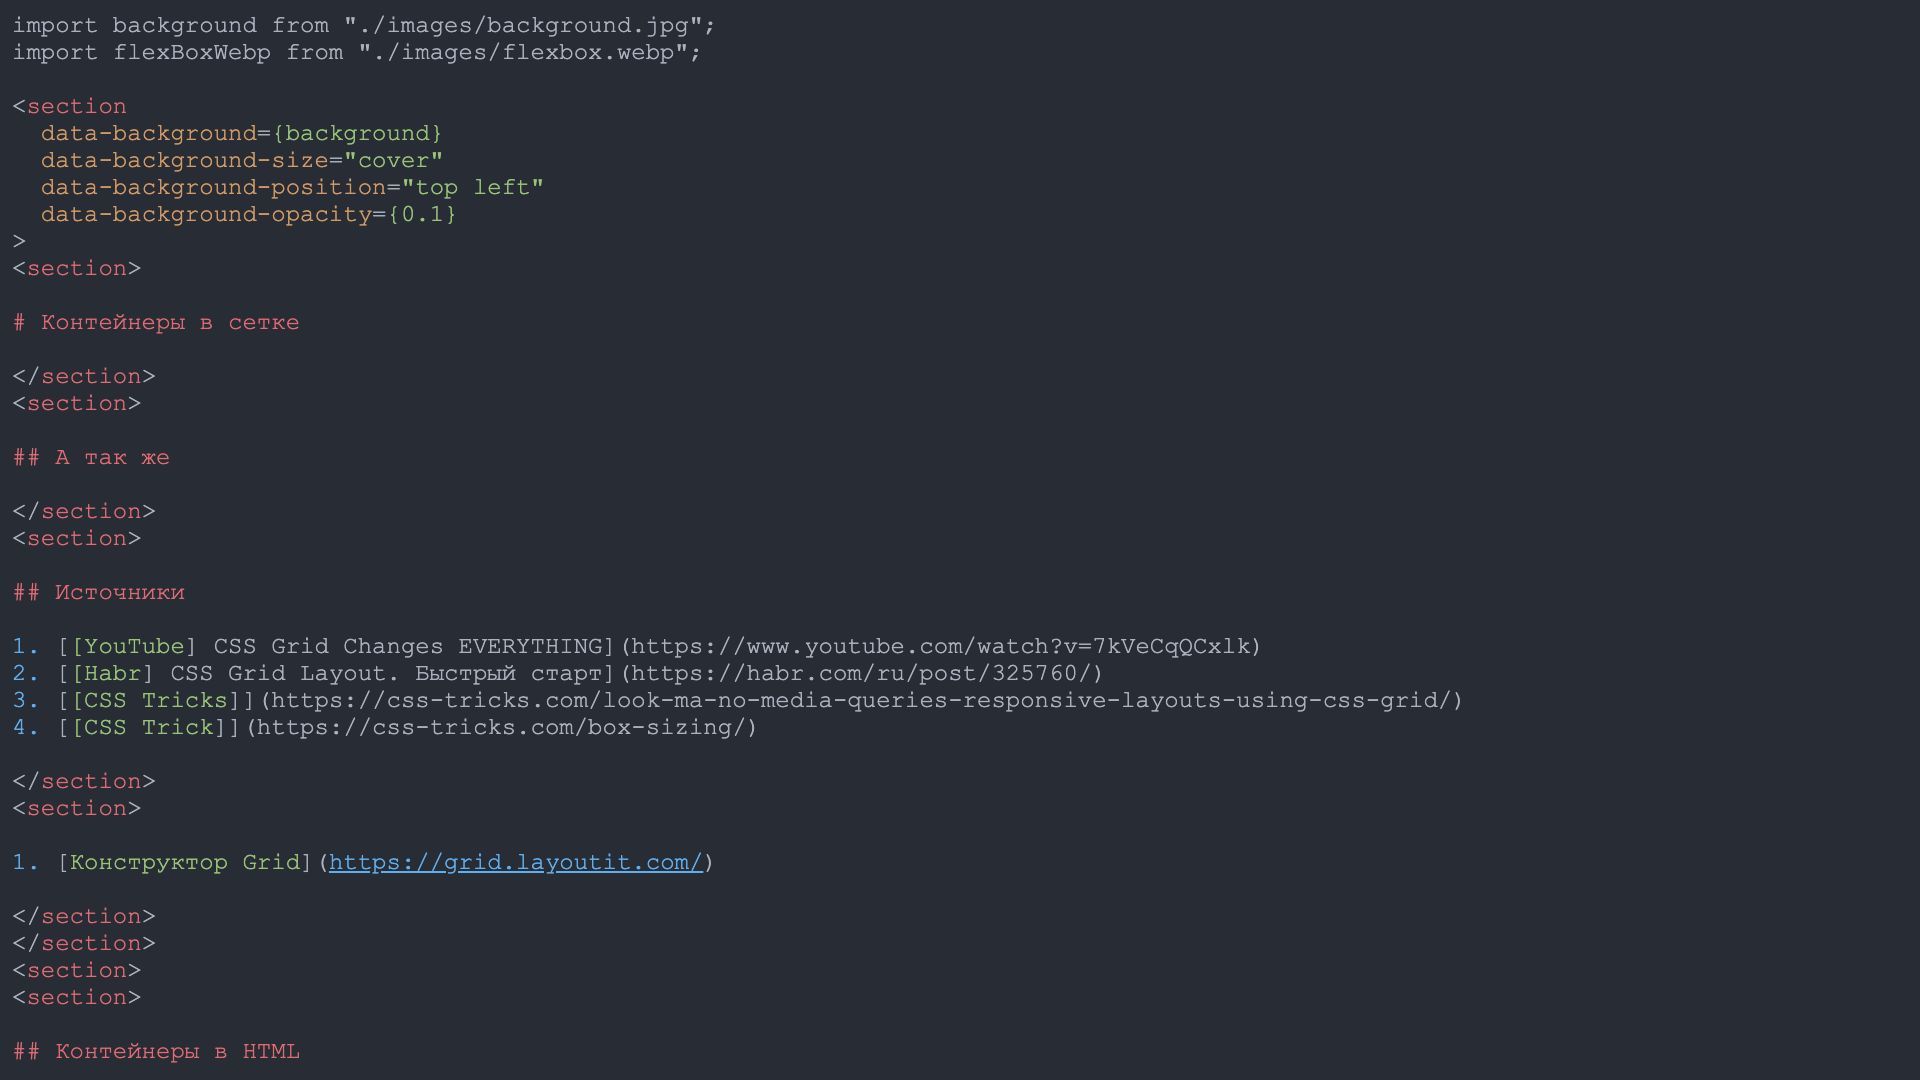 import background from "./images/background.jpg";
import flexBoxWebp from "./images/flexbox.webp";
<section
data-background={background}
data-background-size="cover"
data-background-position="top left"
data-background-opacity={0.1}
>
<section>
# Контейнеры в сетке
</section>
<section>
## А так же
</section>
<section>
## Источники
1. [[YouTube] CSS Grid Changes EVERYTHING](https://www.youtube.com/watch?v=7kVeCqQCxlk)
2. [[Habr] CSS Grid Layout. Быстрый старт](https://habr.com/ru/post/325760/)
3. [[CSS Tricks]](https://css-tricks.com/look-ma-no-media-queries-responsive-layouts-using-css-grid/)
4. [[CSS Trick]](https://css-tricks.com/box-sizing/)
</section>
<section>
1. [Конструктор Grid](https://grid.layoutit.com/)
</section>
</section>
<section>
<section>
## Контейнеры в HTML